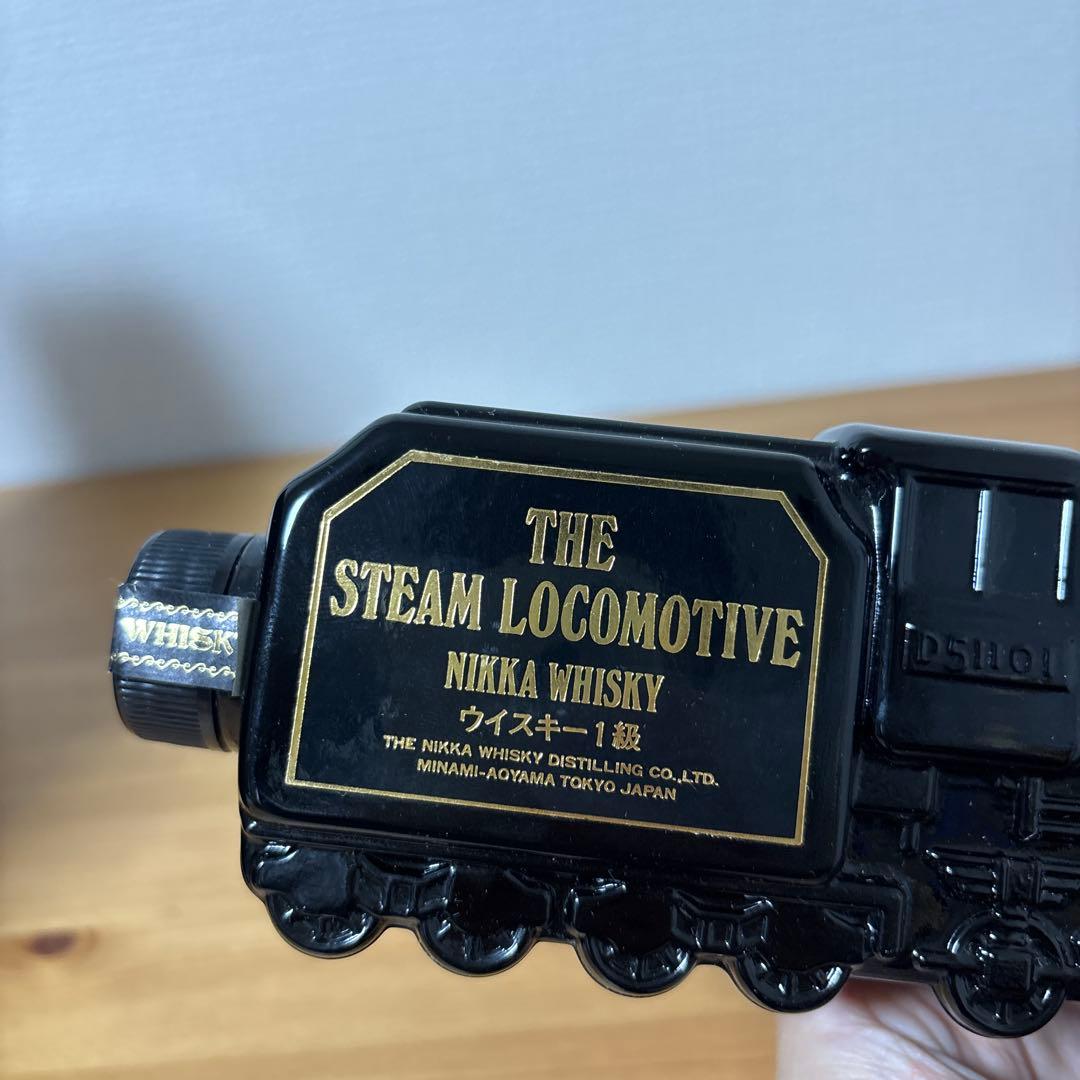 WHISK
THE
STEAM LOCOMOTIVE
NIKKA WHISKY
ウイスキー1級
THE NIKKA WHISKY DISTILLING CO.,LTD.
MINAMI-AOYAMA TOKYO JAPAN
D51101